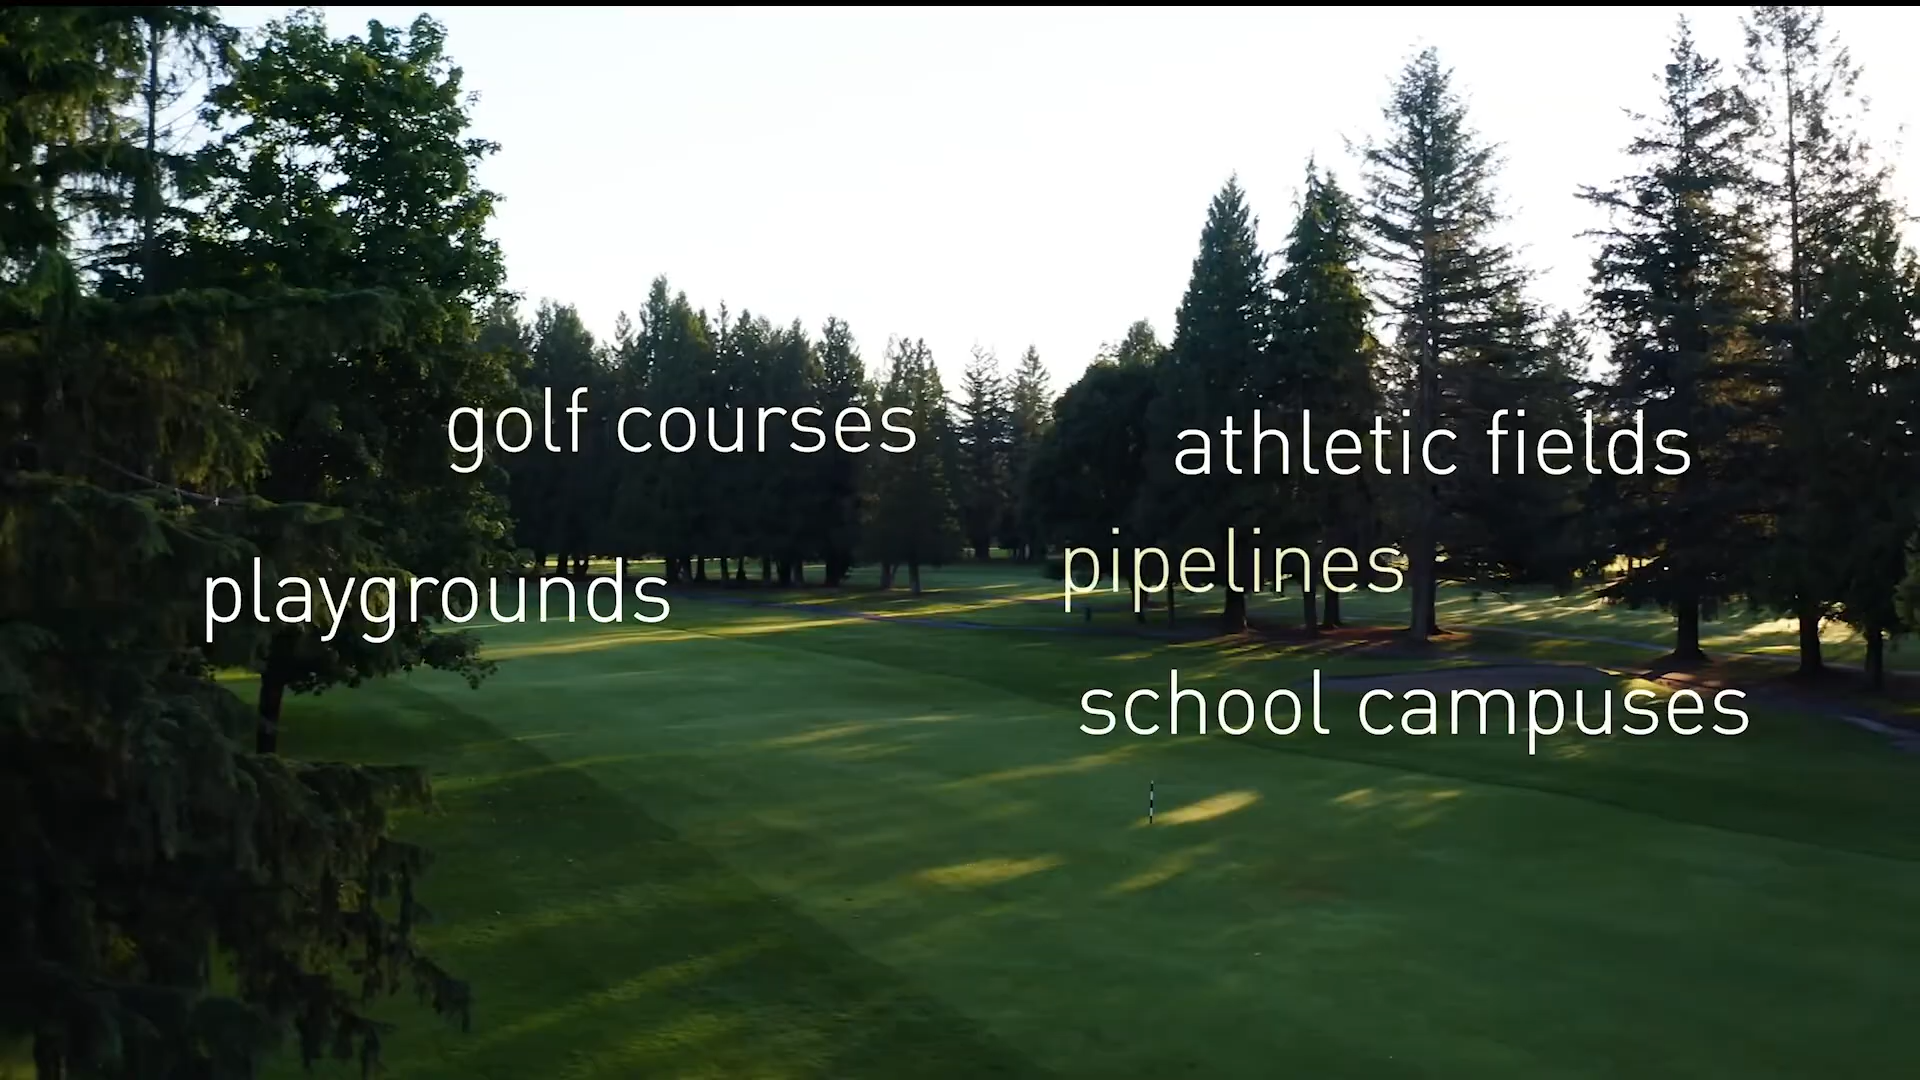 golf courses
athletic fields
playgrounds
pipelines
school campuses